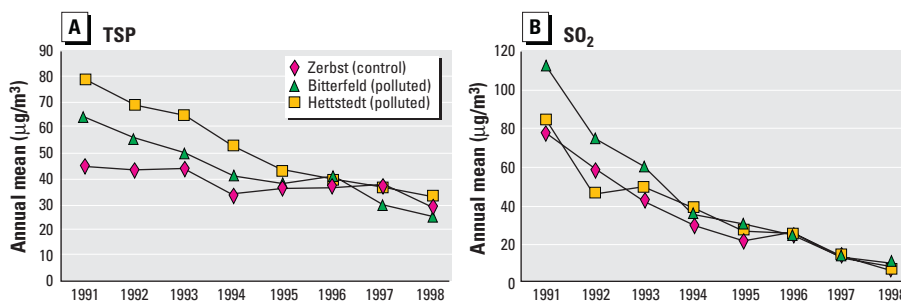 A TSP
Annual mean (µg/m³)
90
80
70
60
50
40
30
20
10
0
Zerbst (control)
Bitterfeld (polluted)
Hettstedt (polluted)
1991 1992 1993 1994 1995 1996 1997 1998
B SO₂
Annual mean (µg/m³)
120
100
80
60
40
20
0
1991 1992 1993 1994 1995 1996 1997 1998